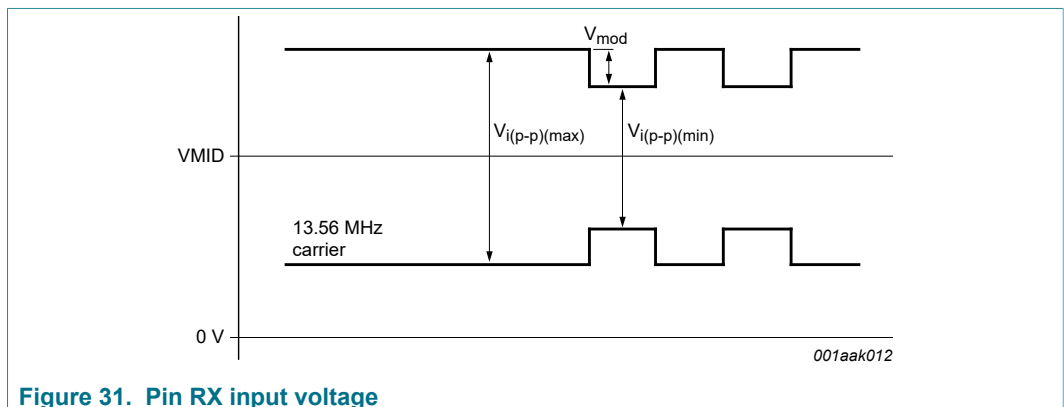 Vmod
Vi(p-p)(max)
Vi(p-p)(min)
VMID
13.56 MHz
carrier
0 V
001aak012
Figure 31. Pin RX input voltage